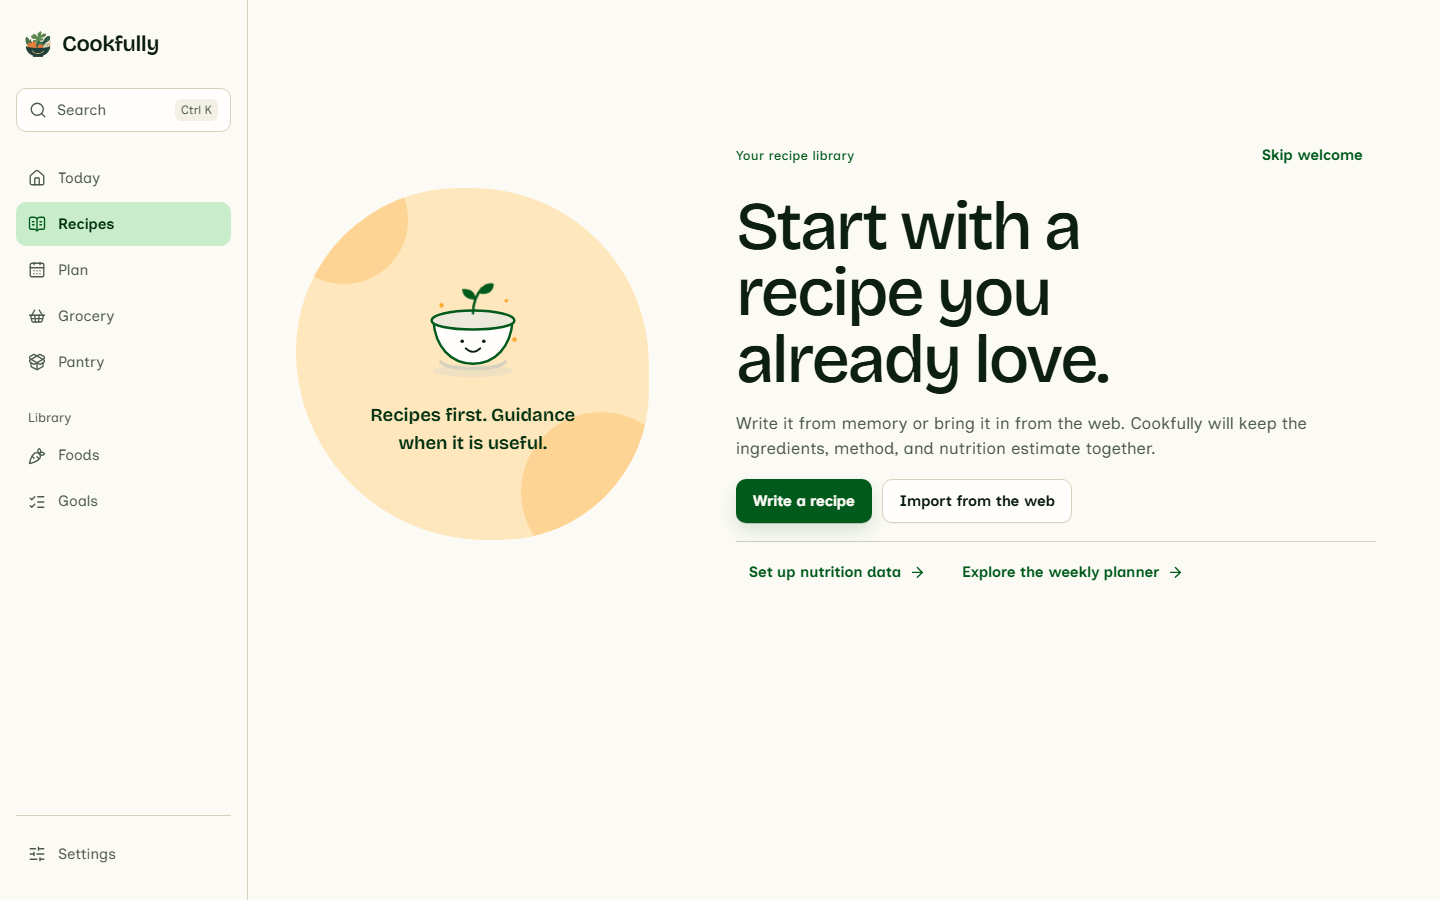 Cookfully
Search
Ctrl K
Today
Recipes
Plan
Grocery
Pantry
Library
Foods
Goals
Settings
Recipes first. Guidance
when it is useful.
Your recipe library
Skip welcome
Start with a
recipe you
already love.
Write it from memory or bring it in from the web. Cookfully will keep the
ingredients, method, and nutrition estimate together.
Write a recipe
Import from the web
Set up nutrition data →
Explore the weekly planner →